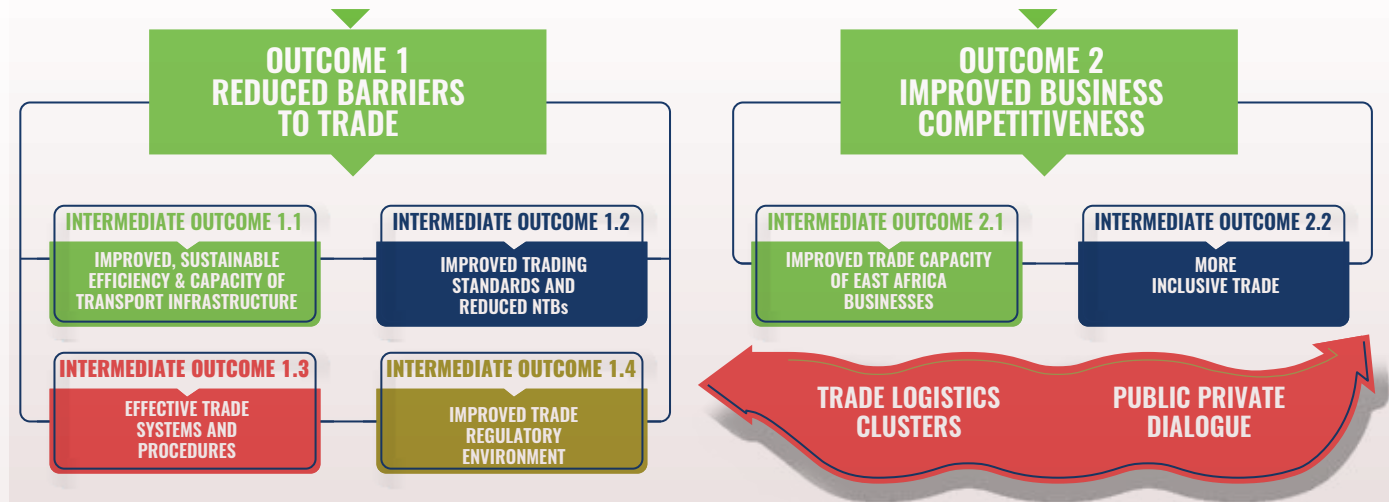 OUTCOME 1
REDUCED BARRIERS
TO TRADE
INTERMEDIATE OUTCOME 1.1
IMPROVED, SUSTAINABLE
EFFICIENCY & CAPACITY OF
TRANSPORT INFRASTRUCTURE
INTERMEDIATE OUTCOME 1.2
IMPROVED TRADING
STANDARDS AND
REDUCED NTBs
INTERMEDIATE OUTCOME 1.3
EFFECTIVE TRADE
SYSTEMS AND
PROCEDURES
INTERMEDIATE OUTCOME 1.4
IMPROVED TRADE
REGULATORY
ENVIRONMENT
OUTCOME 2
IMPROVED BUSINESS
COMPETITIVENESS
INTERMEDIATE OUTCOME 2.1
IMPROVED TRADE CAPACITY
OF EAST AFRICA
BUSINESSES
INTERMEDIATE OUTCOME 2.2
MORE
INCLUSIVE TRADE
TRADE LOGISTICS
CLUSTERS
PUBLIC PRIVATE
DIALOGUE